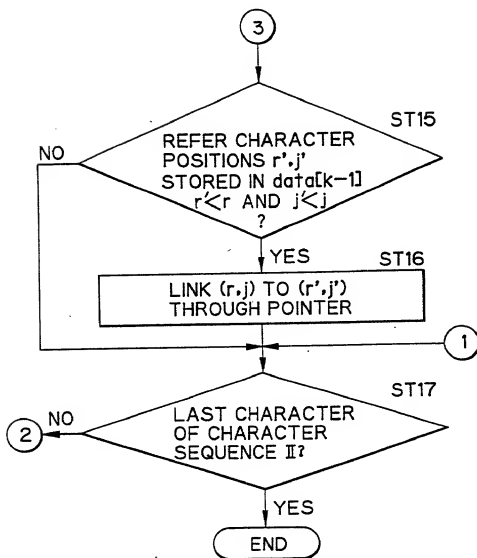 3
ST15
REFER CHARACTER
POSITIONS r'.j'
STORED IN data[k-1]
r'<r AND j'<j
?
NO
YES
ST16
LINK (r.j) TO (r'.j')
THROUGH POINTER
1
ST17
LAST CHARACTER
OF CHARACTER
SEQUENCE II?
NO
2
YES
END